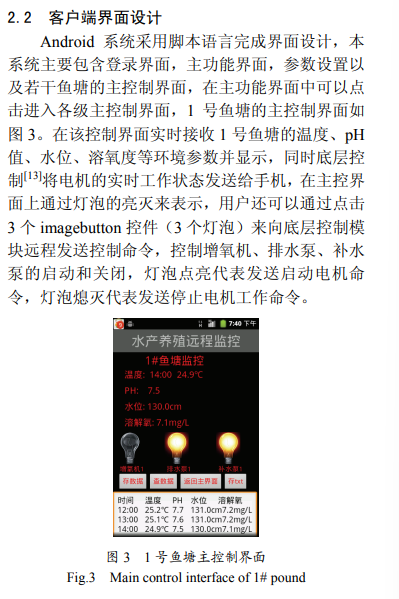 2.2 客户端界面设计
Android 系统采用脚本语言完成界面设计，本
系统主要包含登录界面，主功能界面，参数设置以
及若干鱼塘的主控制界面，在主功能界面中可以点
击进入各级主控制界面，1 号鱼塘的主控制界面如
图 3。在该控制界面实时接收 1 号鱼塘的温度、pH
值、水位、溶氧度等环境参数并显示，同时底层控
制[13]将电机的实时工作状态发送给手机，在主控界
面上通过灯泡的亮灭来表示，用户还可以通过点击
3 个 imagebutton 控件（3 个灯泡）来向底层控制模
块远程发送控制命令，控制增氧机、排水泵、补水
泵的启动和关闭，灯泡点亮代表发送启动电机命
令，灯泡熄灭代表发送停止电机工作命令。
7:40 下午
水产养殖远程监控
1#鱼塘监控
温度: 14:00 24.9℃
PH: 7.5
水位: 130.0cm
溶解氧: 7.1mg/L
增氧机1 排水泵1 补水泵1
存数据 查数据 返回主界面 存txt
时间 温度 PH 水位 溶解氧
12:00 25.2℃ 7.7 131.0cm7.2mg/L
13:00 25.1℃ 7.6 131.0cm7.2mg/L
14:00 24.9℃ 7.5 130.0cm7.1mg/L
图 3 1 号鱼塘主控制界面
Fig.3 Main control interface of 1# pound